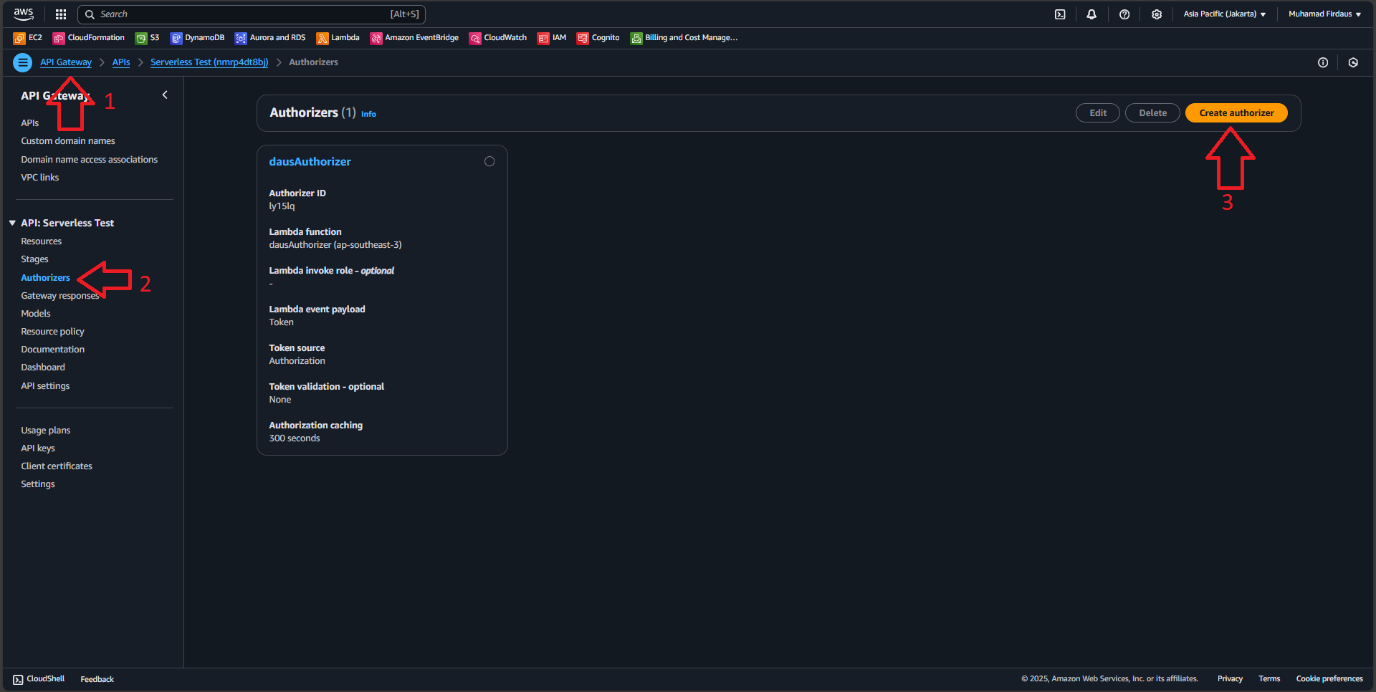 aws Search [Alt+S] Asia Pacific (Jakarta) Muhamad Firdaus
EC2 CloudFormation S3 DynamoDB Aurora and RDS Lambda Amazon EventBridge CloudWatch IAM Cognito Billing and Cost Manage...
API Gateway > APIs > Serverless Test (nmrp4dt8bj) > Authorizers
API Gateway
1
APIs
Custom domain names
Domain name access associations
VPC links
API: Serverless Test
Resources
Stages
Authorizers
2
Gateway responses
Models
Resource policy
Documentation
Dashboard
API settings
Usage plans
API keys
Client certificates
Settings
Authorizers (1) Info
Edit Delete Create authorizer
3
dausAuthorizer
Authorizer ID
ly15lq
Lambda function
dausAuthorizer (ap-southeast-3)
Lambda invoke role - optional
-
Lambda event payload
Token
Token source
Authorization
Token validation - optional
None
Authorization caching
300 seconds
CloudShell Feedback © 2025, Amazon Web Services, Inc. or its affiliates. Privacy Terms Cookie preferences